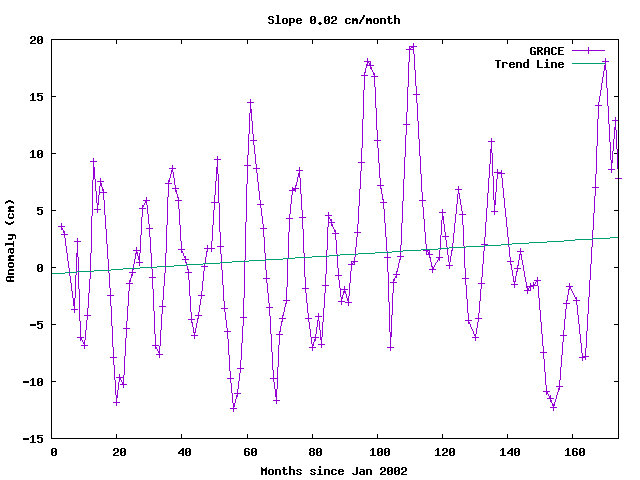 Slope 0.02 cm/month
GRACE
Trend Line
20
15
10
5
0
-5
-10
-15
Anomaly (cm)
0 20 40 60 80 100 120 140 160
Months since Jan 2002